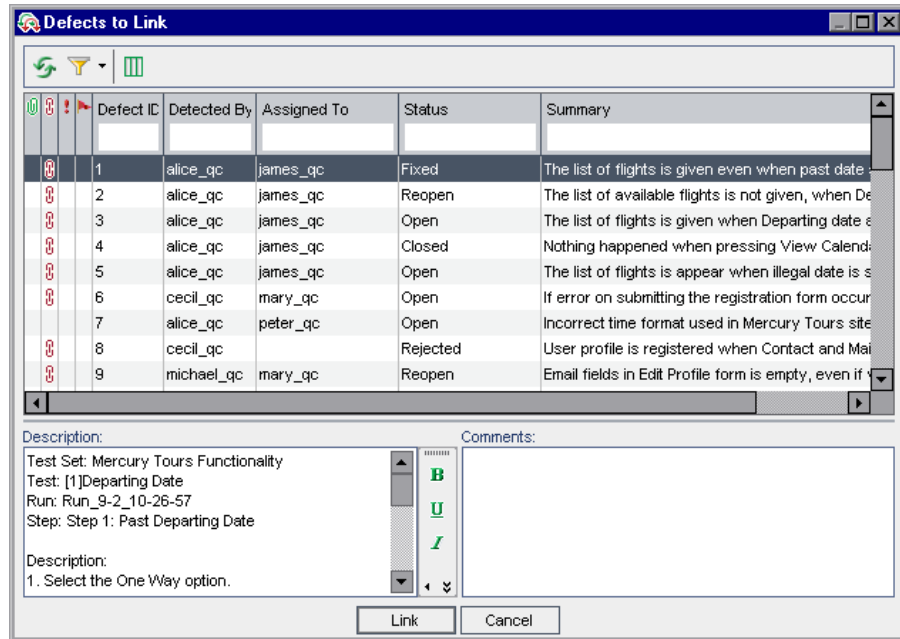 Defects to Link
Defect ID Detected By Assigned To Status Summary
1 alice_qc james_qc Fixed The list of flights is given even when past date
2 alice_qc james_qc Reopen The list of available flights is not given, when De
3 alice_qc james_qc Open The list of flights is given when Departing date a
4 alice_qc james_qc Closed Nothing happened when pressing View Calend
5 alice_qc james_qc Open The list of flights is appear when illegal date is s
6 cecil_qc mary_qc Open If error on submitting the registration form occur
7 alice_qc peter_qc Open Incorrect time format used in Mercury Tours site
8 cecil_qc Rejected User profile is registered when Contact and Mai
9 michael_qc mary_qc Reopen Email fields in Edit Profile form is empty, even if
Description: Comments:
Test Set: Mercury Tours Functionality
Test: [1]Departing Date
Run: Run_9-2_10-26-57
Step: Step 1: Past Departing Date
Description:
1. Select the One Way option.
B
U
I
Link Cancel